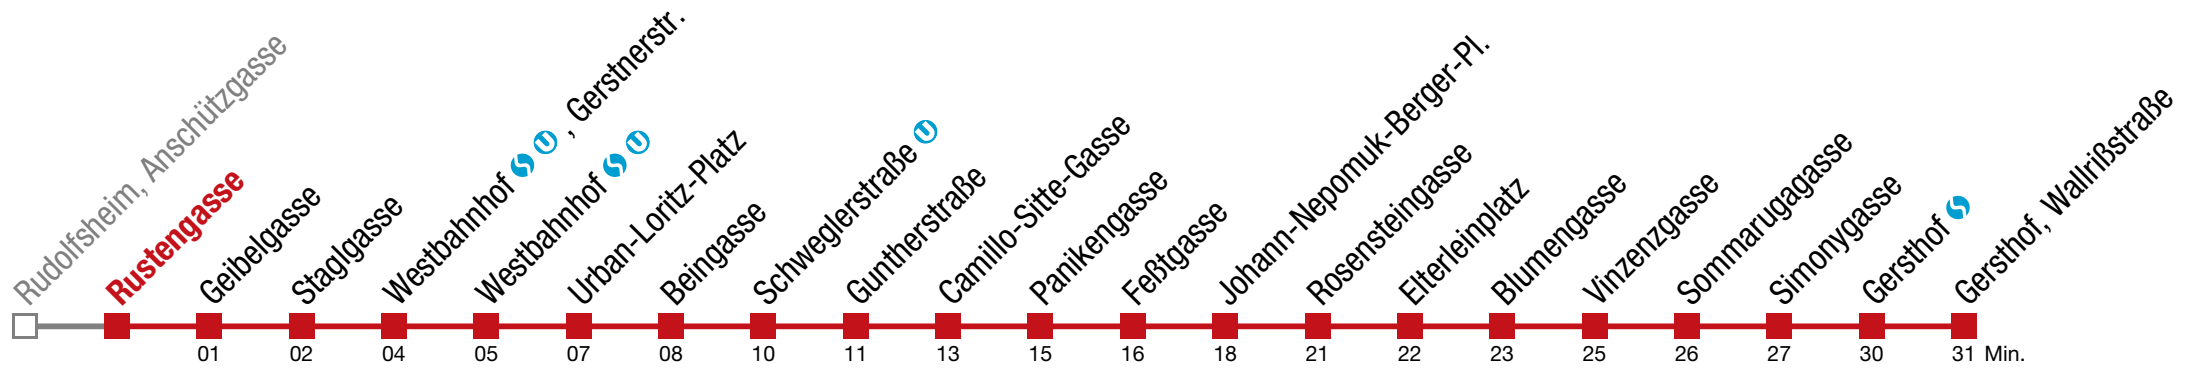 Rudolfsheim, Anschützgasse
Rustengasse
Geibelgasse
Staglgasse
Westbahnhof S U , Gerstnerstr.
Westbahnhof S U
Urban-Loritz-Platz
Beingasse
Schweglerstraße U
Guntherstraße
Camillo-Sitte-Gasse
Panikengasse
Feßtgasse
Johann-Nepomuk-Berger-Pl.
Rosensteingasse
Elterleinplatz
Blumengasse
Vinzenzgasse
Sommarugagasse
Simonygasse
Gersthof S
Gersthof, Wallrißstraße
01 02 04 05 07 08 10 11 13 15 16 18 21 22 23 25 26 27 30 31 Min.